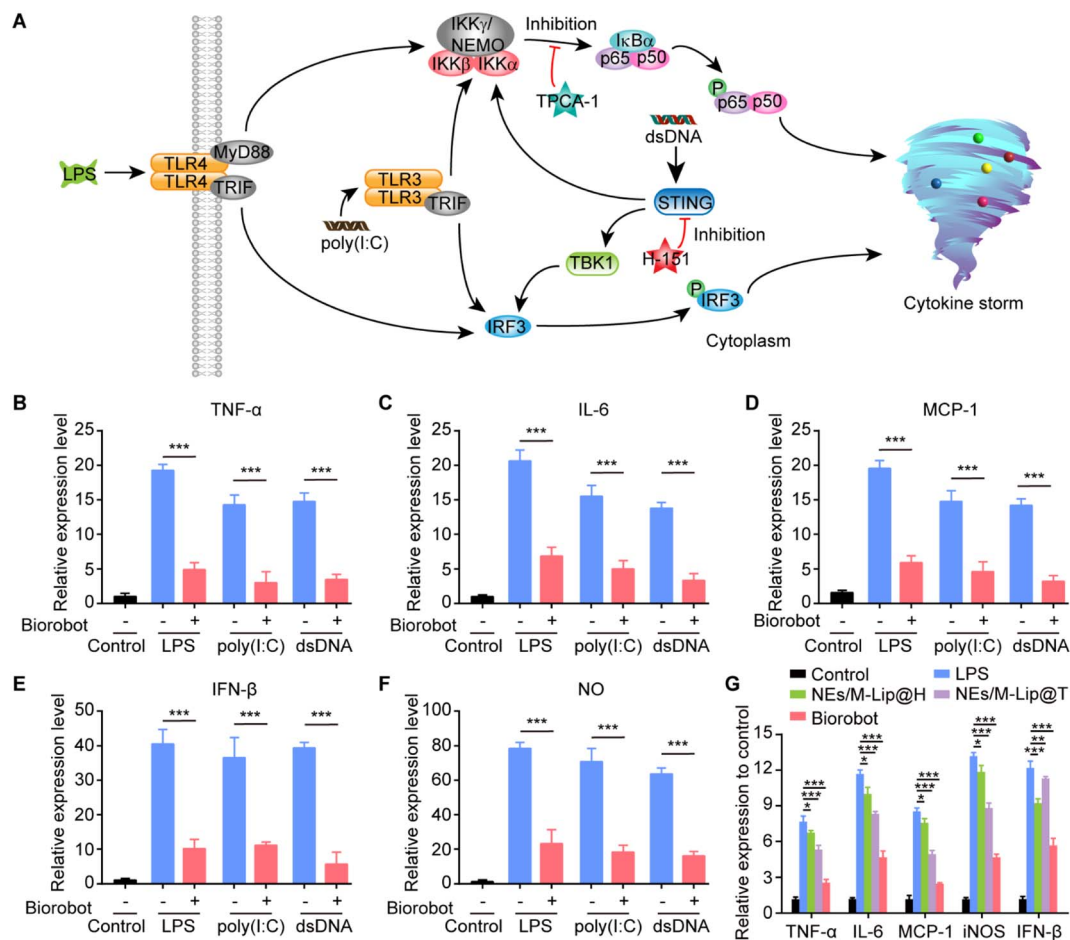 A
IKKγ/
NEMO
IKKβ IKKα
Inhibition
IκBα
p65 p50
TPCA-1
P
p65 p50
dsDNA
MyD88
LPS
TLR4
TLR4
TRIF
TLR3
TLR3
TRIF
poly(I:C)
STING
Inhibition
H-151
TBK1
P
IRF3
IRF3
Cytoplasm
Cytokine storm
B
TNF-α
Relative expression level
25
20
15
10
5
0
*** *** ***
Biorobot - - + - + - +
Control LPS poly(I:C) dsDNA
C
IL-6
Relative expression level
25
20
15
10
5
0
*** *** ***
Biorobot - - + - + - +
Control LPS poly(I:C) dsDNA
D
MCP-1
Relative expression level
25
20
15
10
5
0
*** *** ***
Biorobot - - + - + - +
Control LPS poly(I:C) dsDNA
E
IFN-β
Relative expression level
50
40
30
20
10
0
*** *** ***
Biorobot - - + - + - +
Control LPS poly(I:C) dsDNA
F
NO
Relative expression level
100
80
60
40
20
0
*** *** ***
Biorobot - - + - + - +
Control LPS poly(I:C) dsDNA
G
Control LPS
NEs/M-Lip@H NEs/M-Lip@T
Biorobot
Relative expression to control
15
12
9
6
3
0
*** *** *** *** ***
*** *** *** *** **
* * * * ***
TNF-α IL-6 MCP-1 iNOS IFN-β